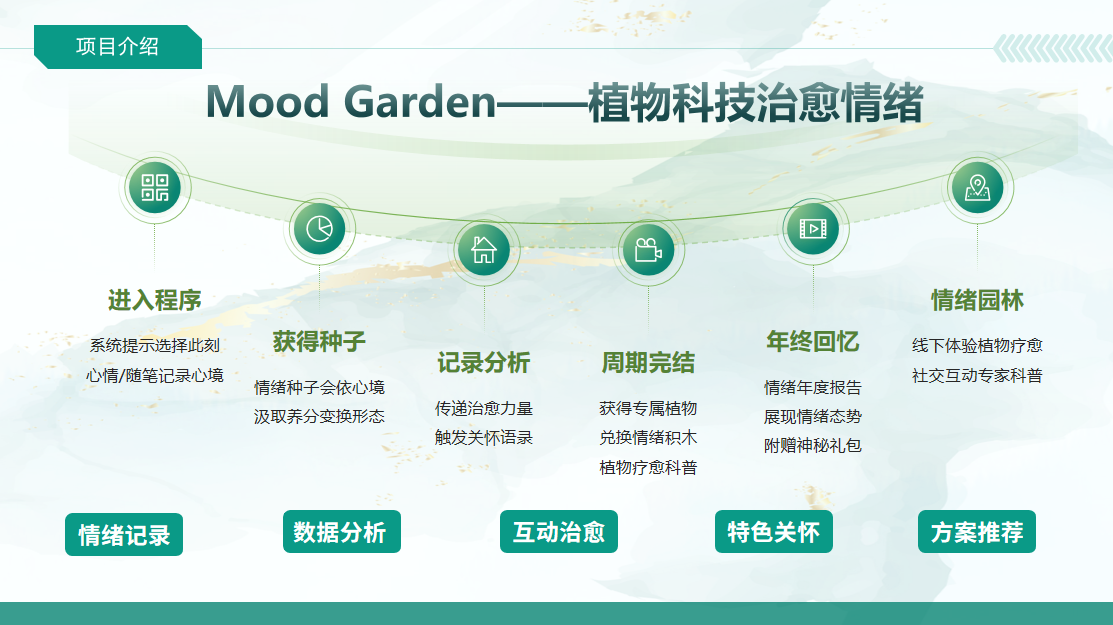 项目介绍
Mood Garden——植物科技治愈情绪
进入程序
系统提示选择此刻
心情/随笔记录心境
获得种子
情绪种子会依心境
汲取养分变换形态
记录分析
传递治愈力量
触发关怀语录
周期完结
获得专属植物
兑换情绪积木
植物疗愈科普
年终回忆
情绪年度报告
展现情绪态势
附赠神秘礼包
情绪园林
线下体验植物疗愈
社交互动专家科普
情绪记录
数据分析
互动治愈
特色关怀
方案推荐